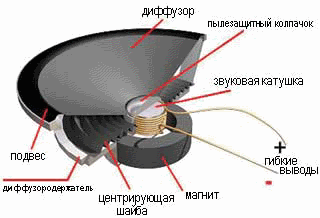 диффузор
пылезащитный колпачок
звуковая катушка
+
гибкие
выводы
-
подвес
диффузородержатель
центрирующая
шайба
магнит